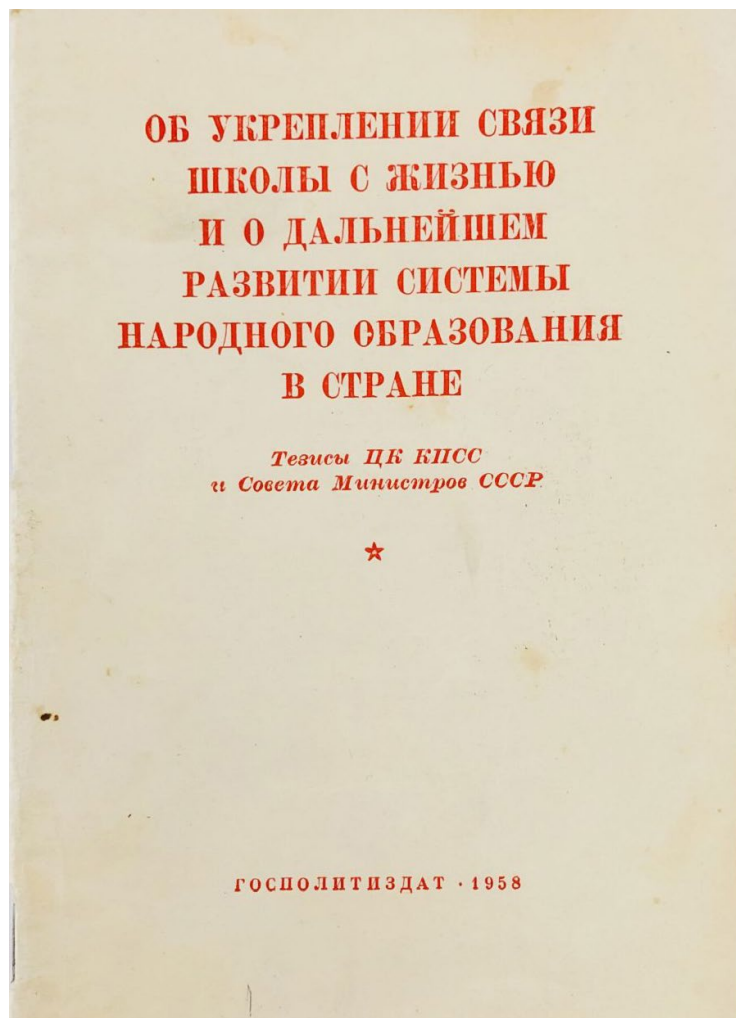 ОБ УКРЕПЛЕНИИ СВЯЗИ
ШКОЛЫ С ЖИЗНЬЮ
И О ДАЛЬНЕЙШЕМ
РАЗВИТИИ СИСТЕМЫ
НАРОДНОГО ОБРАЗОВАНИЯ
В СТРАНЕ
Тезисы ЦК КПСС
и Совета Министров СССР
ГОСПОЛИТИЗДАТ · 1958